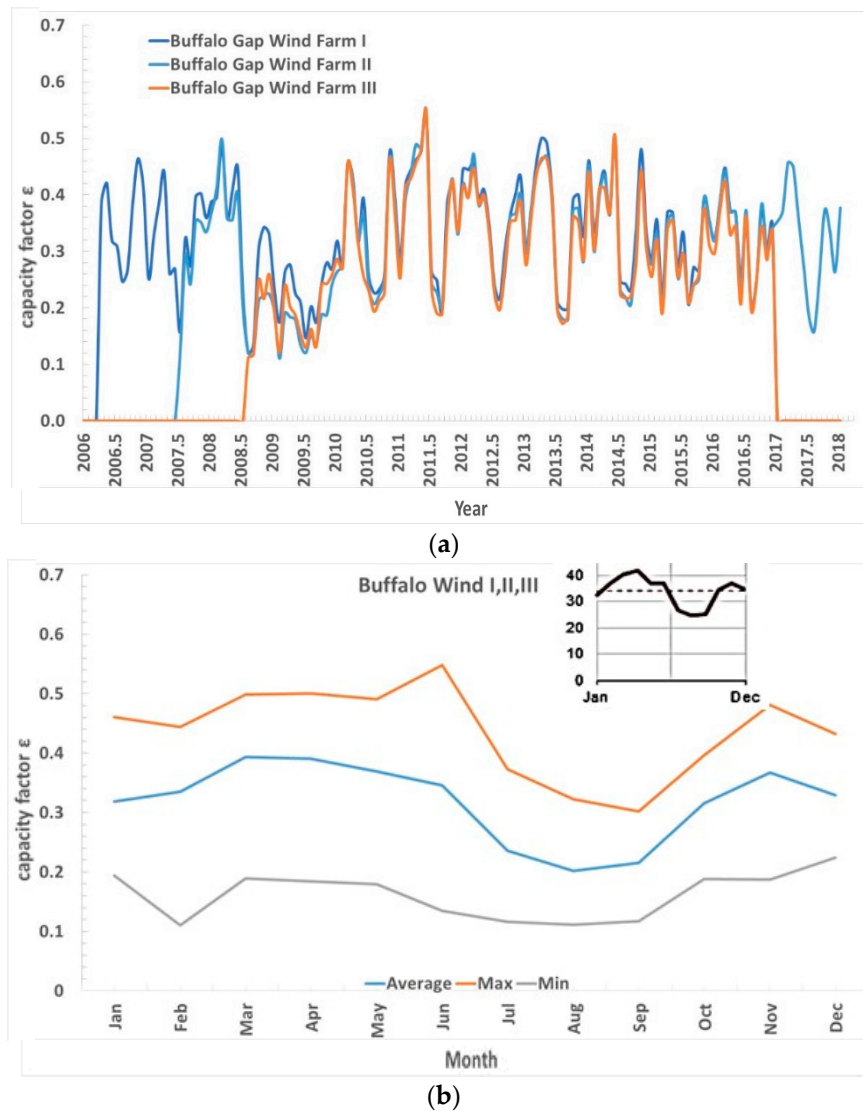 0.7
0.6
0.5
0.4
0.3
0.2
0.1
0.0
capacity factor ε
Buffalo Gap Wind Farm I
Buffalo Gap Wind Farm II
Buffalo Gap Wind Farm III
2006
2006.5
2007
2007.5
2008
2008.5
2009
2009.5
2010
2010.5
2011
2011.5
2012
2012.5
2013
2013.5
2014
2014.5
2015
2015.5
2016
2016.5
2017
2017.5
2018
Year
(a)
0.7
0.6
0.5
0.4
0.3
0.2
0.1
0
capacity factor ε
Buffalo Wind I,II,III
40
30
20
10
0
Jan
Dec
Average
Max
Min
Jan
Feb
Mar
Apr
May
Jun
Jul
Aug
Sep
Oct
Nov
Dec
Month
(b)